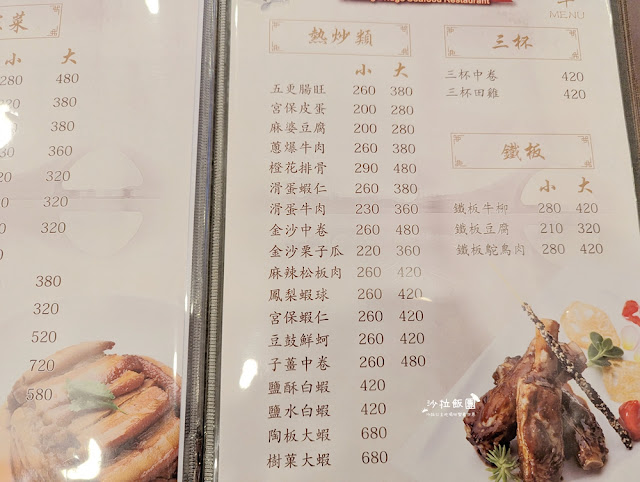 菜
小 大
280 480
380
380
360
360 360
320
320
380
320
520
720
580
Seafood Restaurant
單
MENU
熱炒類
小 大
五更腸旺 260 380
宮保皮蛋 200 280
麻婆豆腐 200 280
蔥爆牛肉 260 380
橙花排骨 290 480
滑蛋蝦仁 260 380
滑蛋牛肉 230 360
金沙中卷 260 480
金沙栗子瓜 220 360
麻辣松板肉 260 420
鳳梨蝦球 260 420
宮保蝦仁 260 420
豆鼓鮮蚵 260 420
子薑中卷 260 480
鹽酥白蝦 420
鹽水白蝦 420
陶板大蝦 680
樹菓大蝦 680
三杯
三杯中卷 420
三杯田雞 420
鐵板
小 大
鐵板牛柳 280 420
鐵板豆腐 210 320
鐵板鴕鳥肉 280 420
沙拉飯團